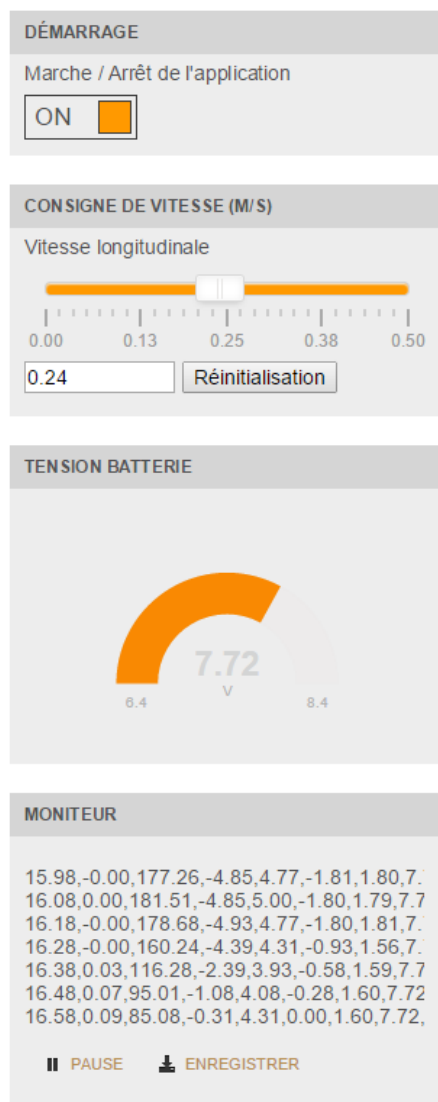 DÉMARRAGE
Marche / Arrêt de l'application
ON
CONSIGNE DE VITESSE (M/S)
Vitesse longitudinale
0.00 0.13 0.25 0.38 0.50
0.24 Réinitialisation
TENSION BATTERIE
7.72
V
6.4 8.4
MONITEUR
15.98,-0.00,177.26,-4.85,4.77,-1.81,1.80,7.
16.08,0.00,181.51,-4.85,5.00,-1.80,1.79,7.7
16.18,-0.00,178.68,-4.93,4.77,-1.80,1.81,7.
16.28,-0.00,160.24,-4.39,4.31,-0.93,1.56,7.
16.38,0.03,116.28,-2.39,3.93,-0.58,1.59,7.7
16.48,0.07,95.01,-1.08,4.08,-0.28,1.60,7.72
16.58,0.09,85.08,-0.31,4.31,0.00,1.60,7.72,
PAUSE ENREGISTRER